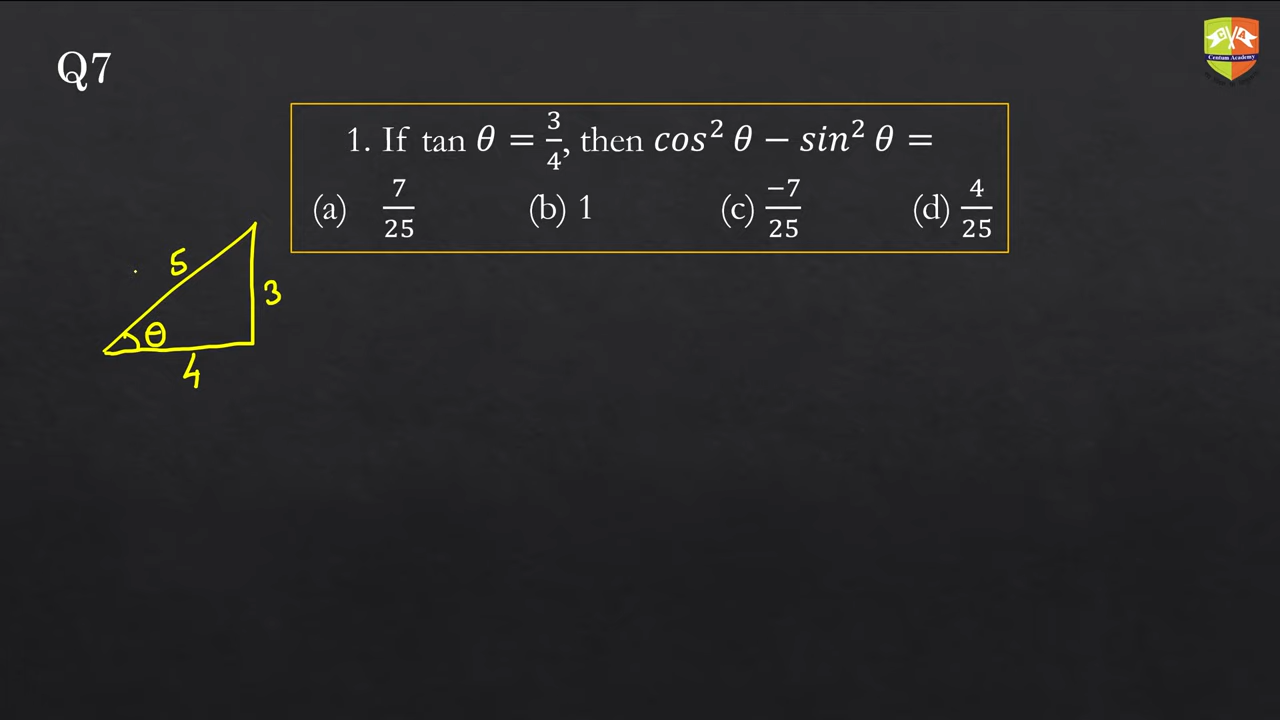 Q7
1. If tan θ = 3/4, then cos² θ − sin² θ =
(a) 7/25 (b) 1 (c) −7/25 (d) 4/25
5
3
θ
4
C A
Centum Academy